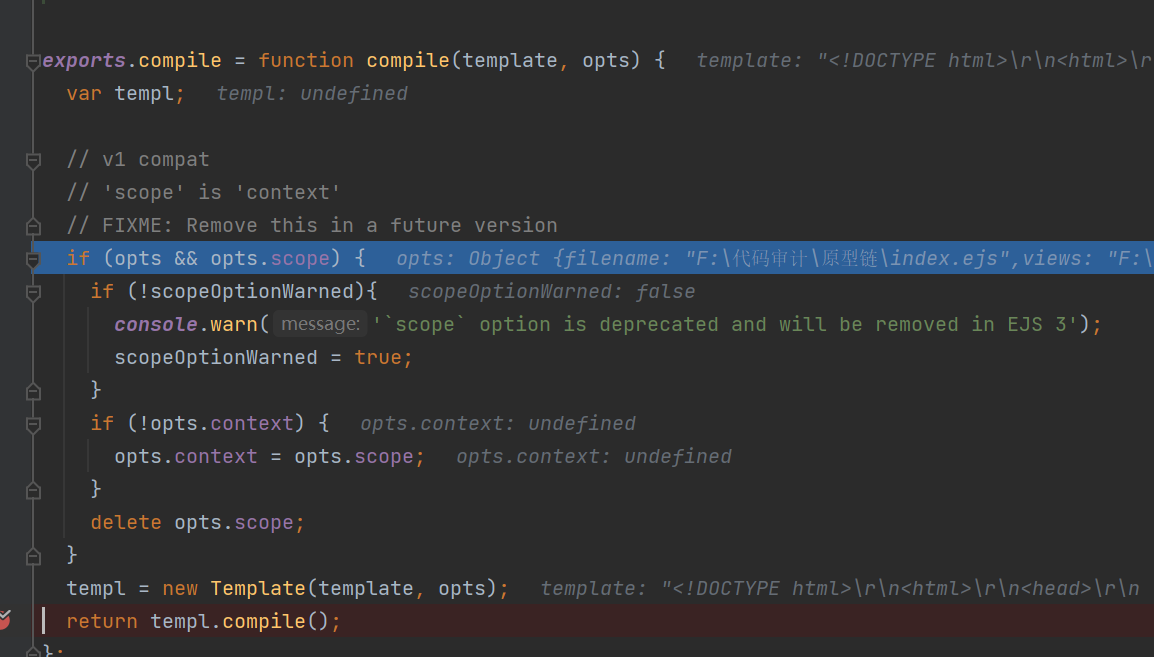 exports.compile = function compile(template, opts) {   template: "<!DOCTYPE html>\r\n<html>\r
  var templ;   templ: undefined
  // v1 compat
  // 'scope' is 'context'
  // FIXME: Remove this in a future version
  if (opts && opts.scope) {   opts: Object {filename: "F:\代码审计\原型链\index.ejs",views: "F:\
    if (!scopeOptionWarned){   scopeOptionWarned: false
      console.warn( message: '`scope` option is deprecated and will be removed in EJS 3');
      scopeOptionWarned = true;
    }
    if (!opts.context) {   opts.context: undefined
      opts.context = opts.scope;   opts.context: undefined
    }
    delete opts.scope;
  }
  templ = new Template(template, opts);   template: "<!DOCTYPE html>\r\n<html>\r\n<head>\r\n
  return templ.compile();
};